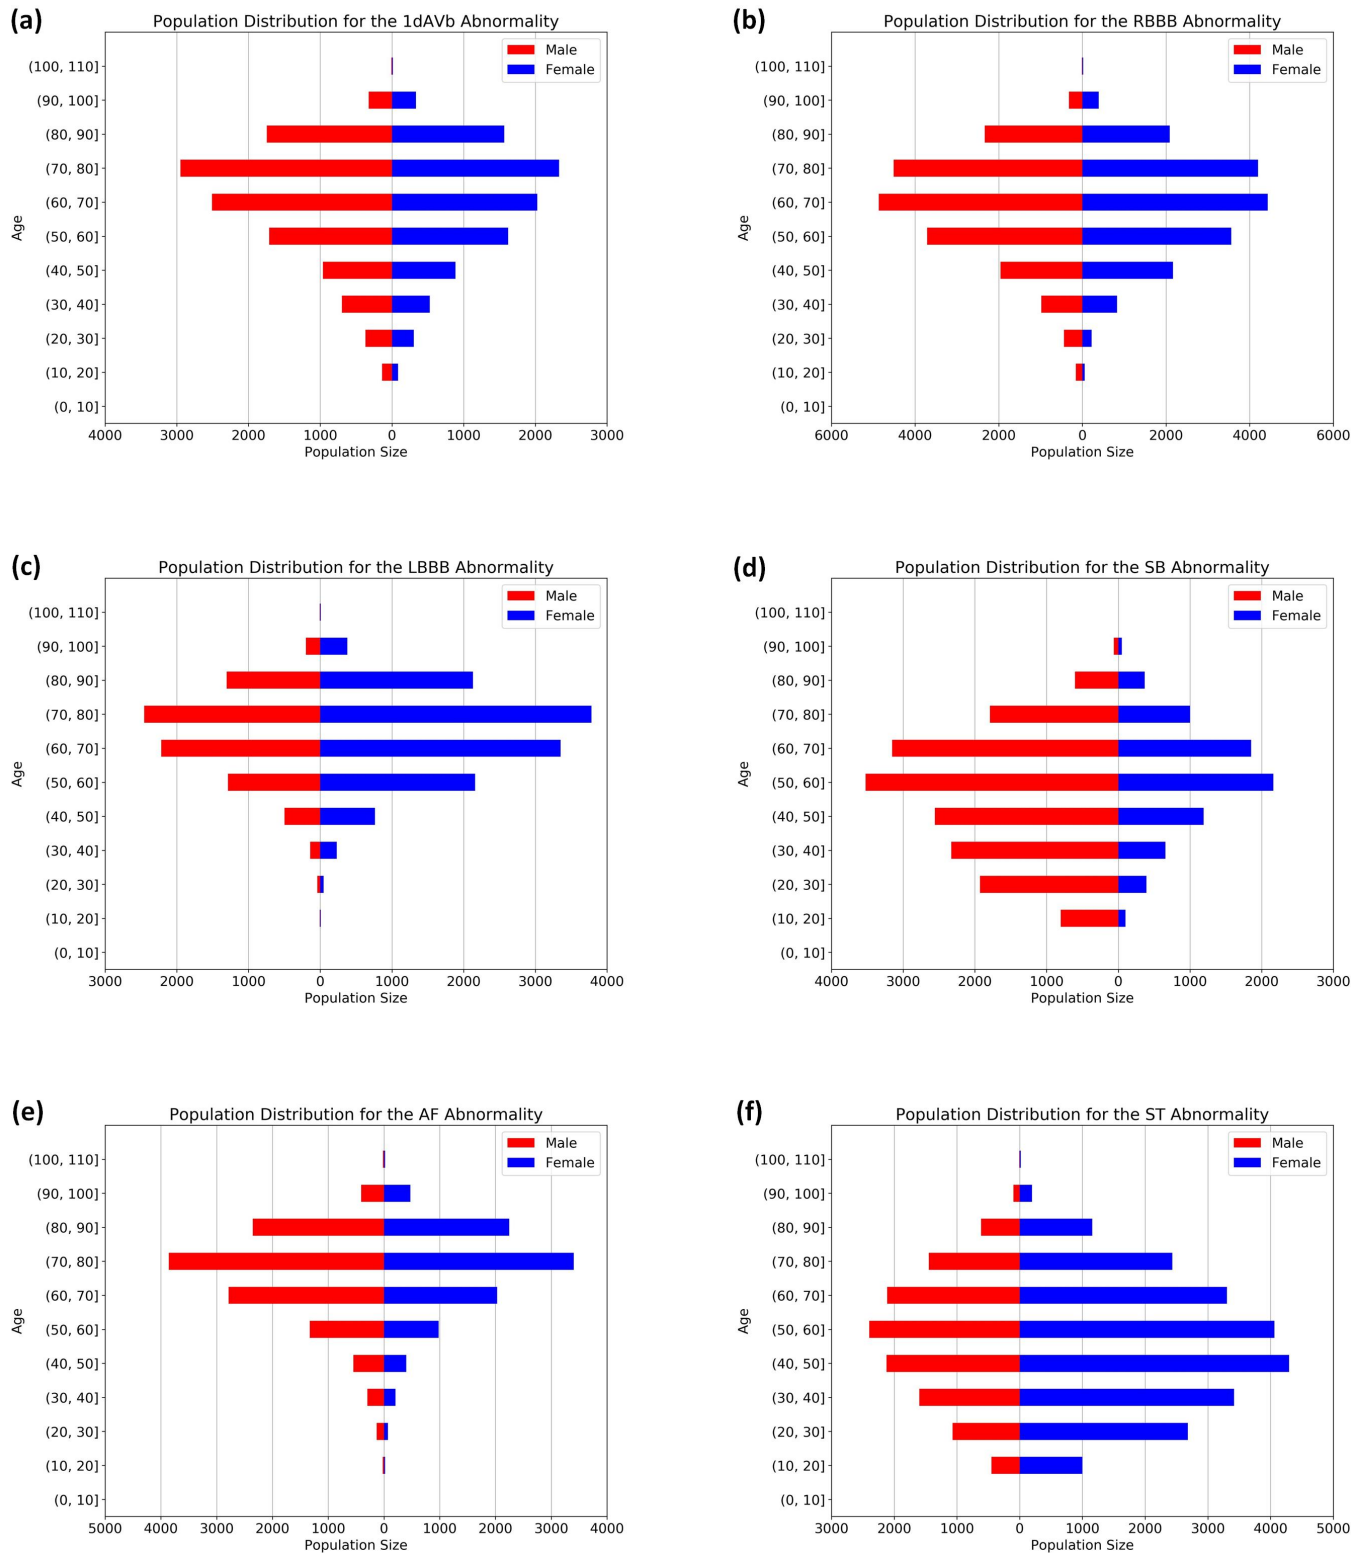 (a)
Population Distribution for the 1dAVb Abnormality
Male
Female
(100, 110]
(90, 100]
(80, 90]
(70, 80]
(60, 70]
(50, 60]
(40, 50]
(30, 40]
(20, 30]
(10, 20]
(0, 10]
Age
4000 3000 2000 1000 0 1000 2000 3000
Population Size
(b)
Population Distribution for the RBBB Abnormality
Male
Female
(100, 110]
(90, 100]
(80, 90]
(70, 80]
(60, 70]
(50, 60]
(40, 50]
(30, 40]
(20, 30]
(10, 20]
(0, 10]
Age
6000 4000 2000 0 2000 4000 6000
Population Size
(c)
Population Distribution for the LBBB Abnormality
Male
Female
(100, 110]
(90, 100]
(80, 90]
(70, 80]
(60, 70]
(50, 60]
(40, 50]
(30, 40]
(20, 30]
(10, 20]
(0, 10]
Age
3000 2000 1000 0 1000 2000 3000 4000
Population Size
(d)
Population Distribution for the SB Abnormality
Male
Female
(100, 110]
(90, 100]
(80, 90]
(70, 80]
(60, 70]
(50, 60]
(40, 50]
(30, 40]
(20, 30]
(10, 20]
(0, 10]
Age
4000 3000 2000 1000 0 1000 2000 3000
Population Size
(e)
Population Distribution for the AF Abnormality
Male
Female
(100, 110]
(90, 100]
(80, 90]
(70, 80]
(60, 70]
(50, 60]
(40, 50]
(30, 40]
(20, 30]
(10, 20]
(0, 10]
Age
5000 4000 3000 2000 1000 0 1000 2000 3000 4000
Population Size
(f)
Population Distribution for the ST Abnormality
Male
Female
(100, 110]
(90, 100]
(80, 90]
(70, 80]
(60, 70]
(50, 60]
(40, 50]
(30, 40]
(20, 30]
(10, 20]
(0, 10]
Age
3000 2000 1000 0 1000 2000 3000 4000 5000
Population Size